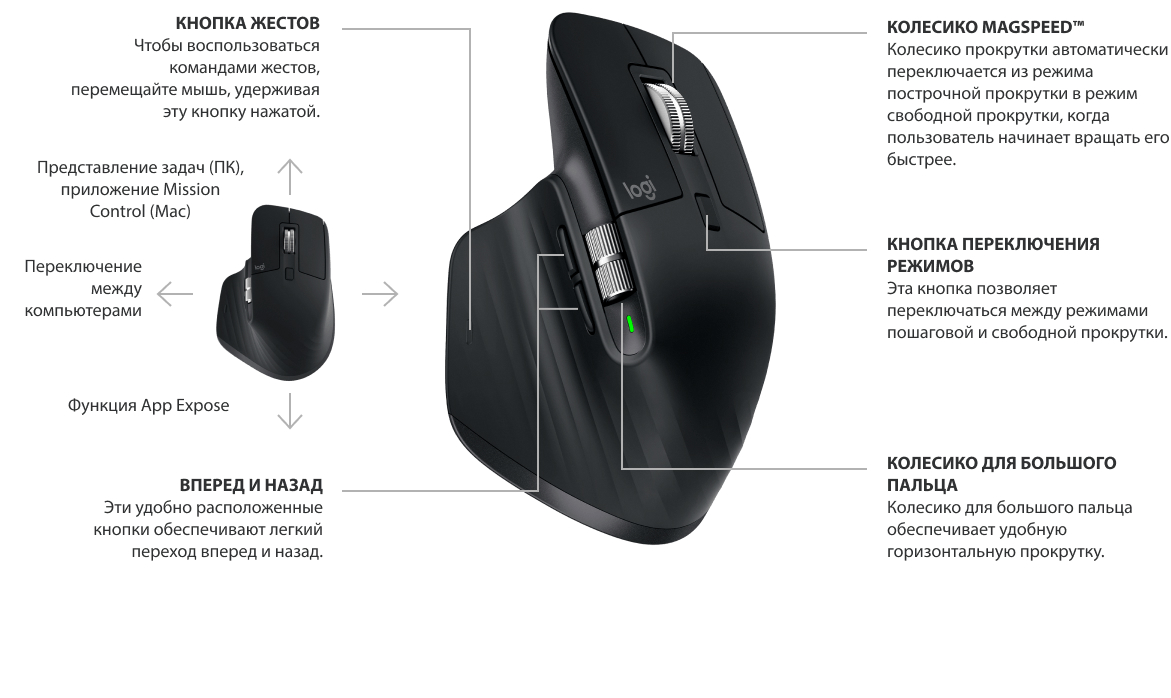 КНОПКА ЖЕСТОВ
Чтобы воспользоваться
командами жестов,
перемещайте мышь, удерживая
эту кнопку нажатой.
Представление задач (ПК),
приложение Mission
Control (Mac)
Переключение
между
компьютерами
logi
Функция App Expose
ВПЕРЕД И НАЗАД
Эти удобно расположенные
кнопки обеспечивают легкий
переход вперед и назад.
logi
КОЛЕСИКО MAGSPEED™
Колесико прокрутки автоматически
переключается из режима
построчной прокрутки в режим
свободной прокрутки, когда
пользователь начинает вращать его
быстрее.
КНОПКА ПЕРЕКЛЮЧЕНИЯ
РЕЖИМОВ
Эта кнопка позволяет
переключаться между режимами
пошаговой и свободной прокрутки.
КОЛЕСИКО ДЛЯ БОЛЬШОГО
ПАЛЬЦА
Колесико для большого пальца
обеспечивает удобную
горизонтальную прокрутку.